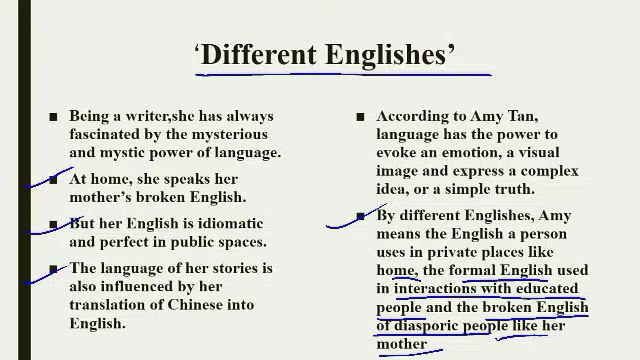 ‘Different Englishes’
Being a writer,she has always
fascinated by the mysterious
and mystic power of language.
At home, she speaks her
mother’s broken English.
But her English is idiomatic
and perfect in public spaces.
The language of her stories is
also influenced by her
translation of Chinese into
English.
According to Amy Tan,
language has the power to
evoke an emotion, a visual
image and express a complex
idea, or a simple truth.
By different Englishes, Amy
means the English a person
uses in private places like
home, the formal English used
in interactions with educated
people and the broken English
of diasporic people like her
mother